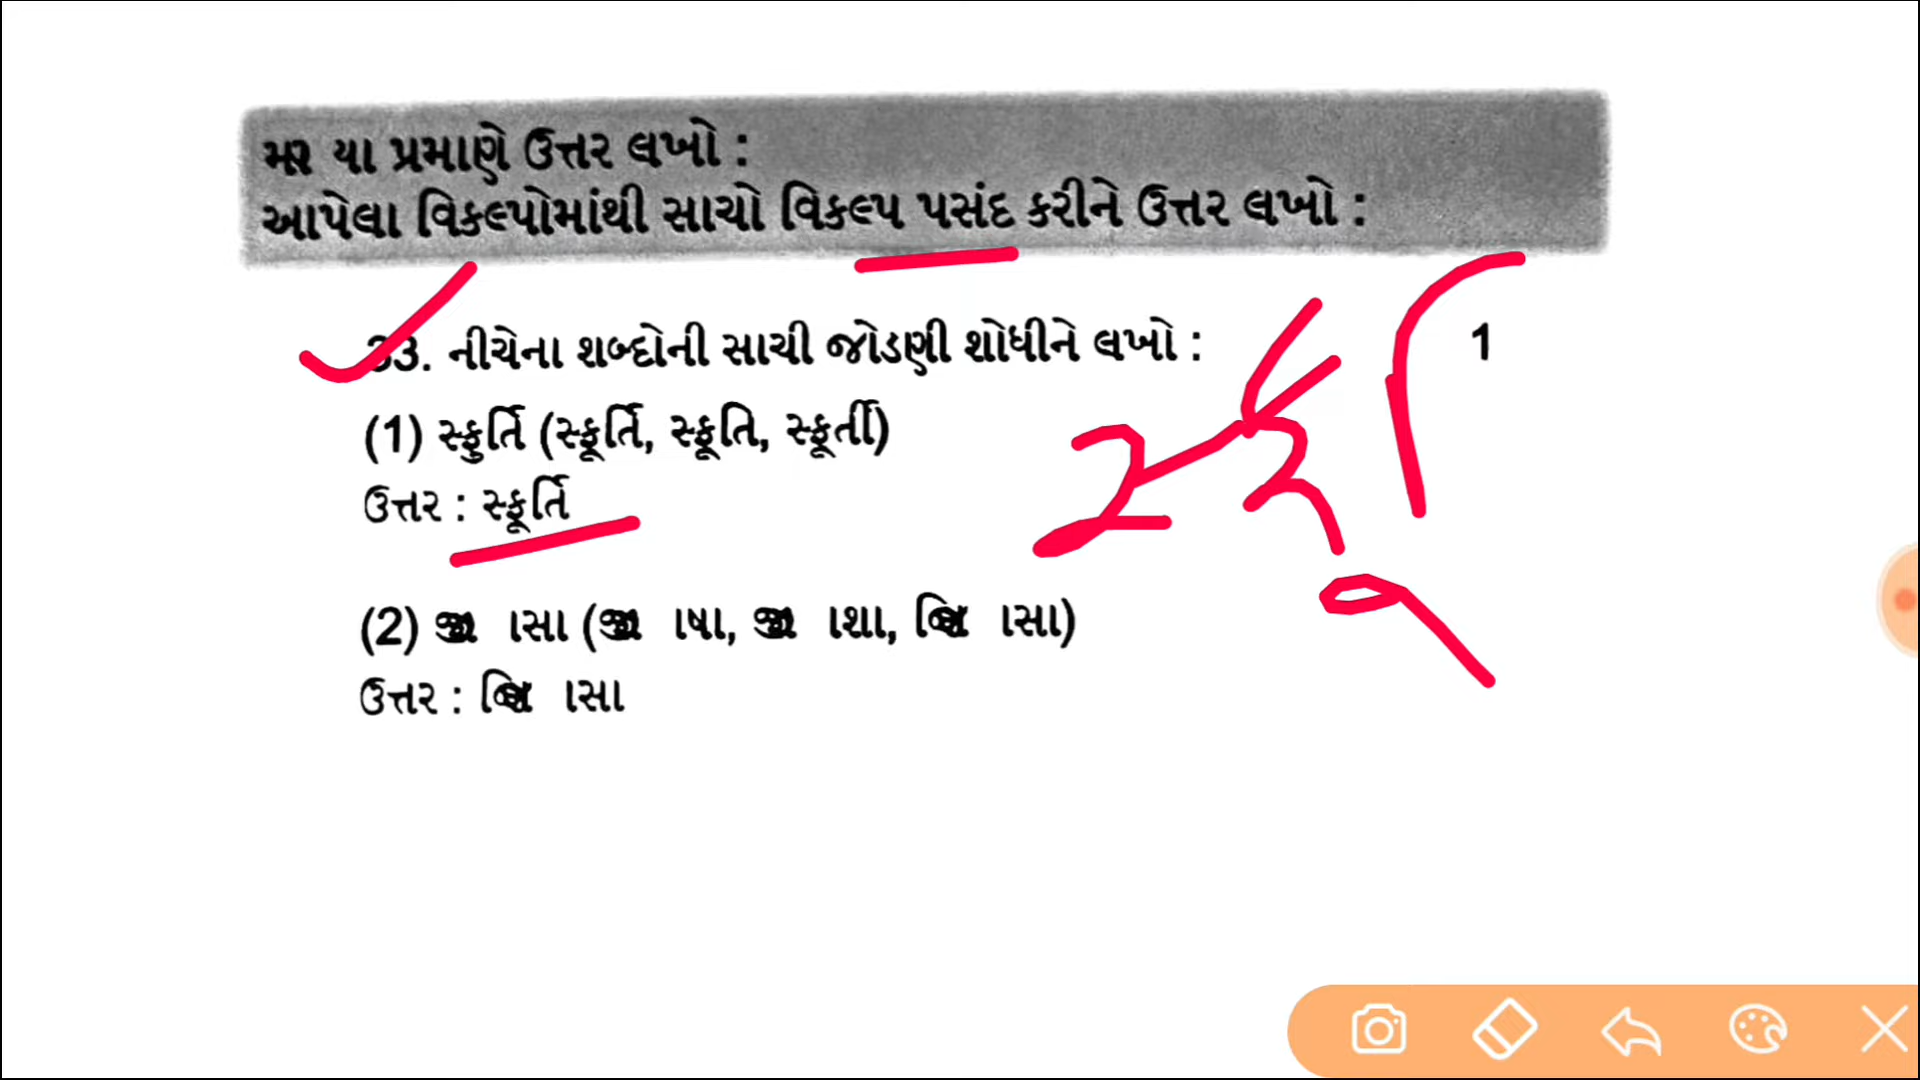 યા પ્રમાણે ઉત્તર લખો :
આપેલા વિકલ્પોમાંથી સાચો વિકલ્પ પસંદ કરીને ઉત્તર લખો :
33. નીચેના શબ્દોની સાચી જોડણી શોધીને લખો : 1
(1) સ્ફુર્તિ (સ્ફૂર્તિ, સ્ફૂતિ, સ્ફૂર્તી)
ઉત્તર : સ્ફૂર્તિ
(2)
ઉત્તર :